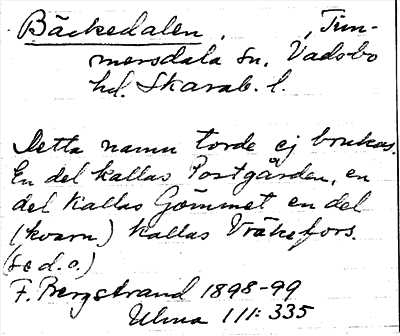 Bäckedalen, , Tim-
mersdala sn. Vadsbo
hd. Skarab. l.
Detta namn torde ej brukas.
En del kallas Postgården, en
del kallas Gömmet en del
(kvarn) kallas Vräkefors.
(se d.o.)
F. Bergstrand 1898-99
Ulma 111: 335